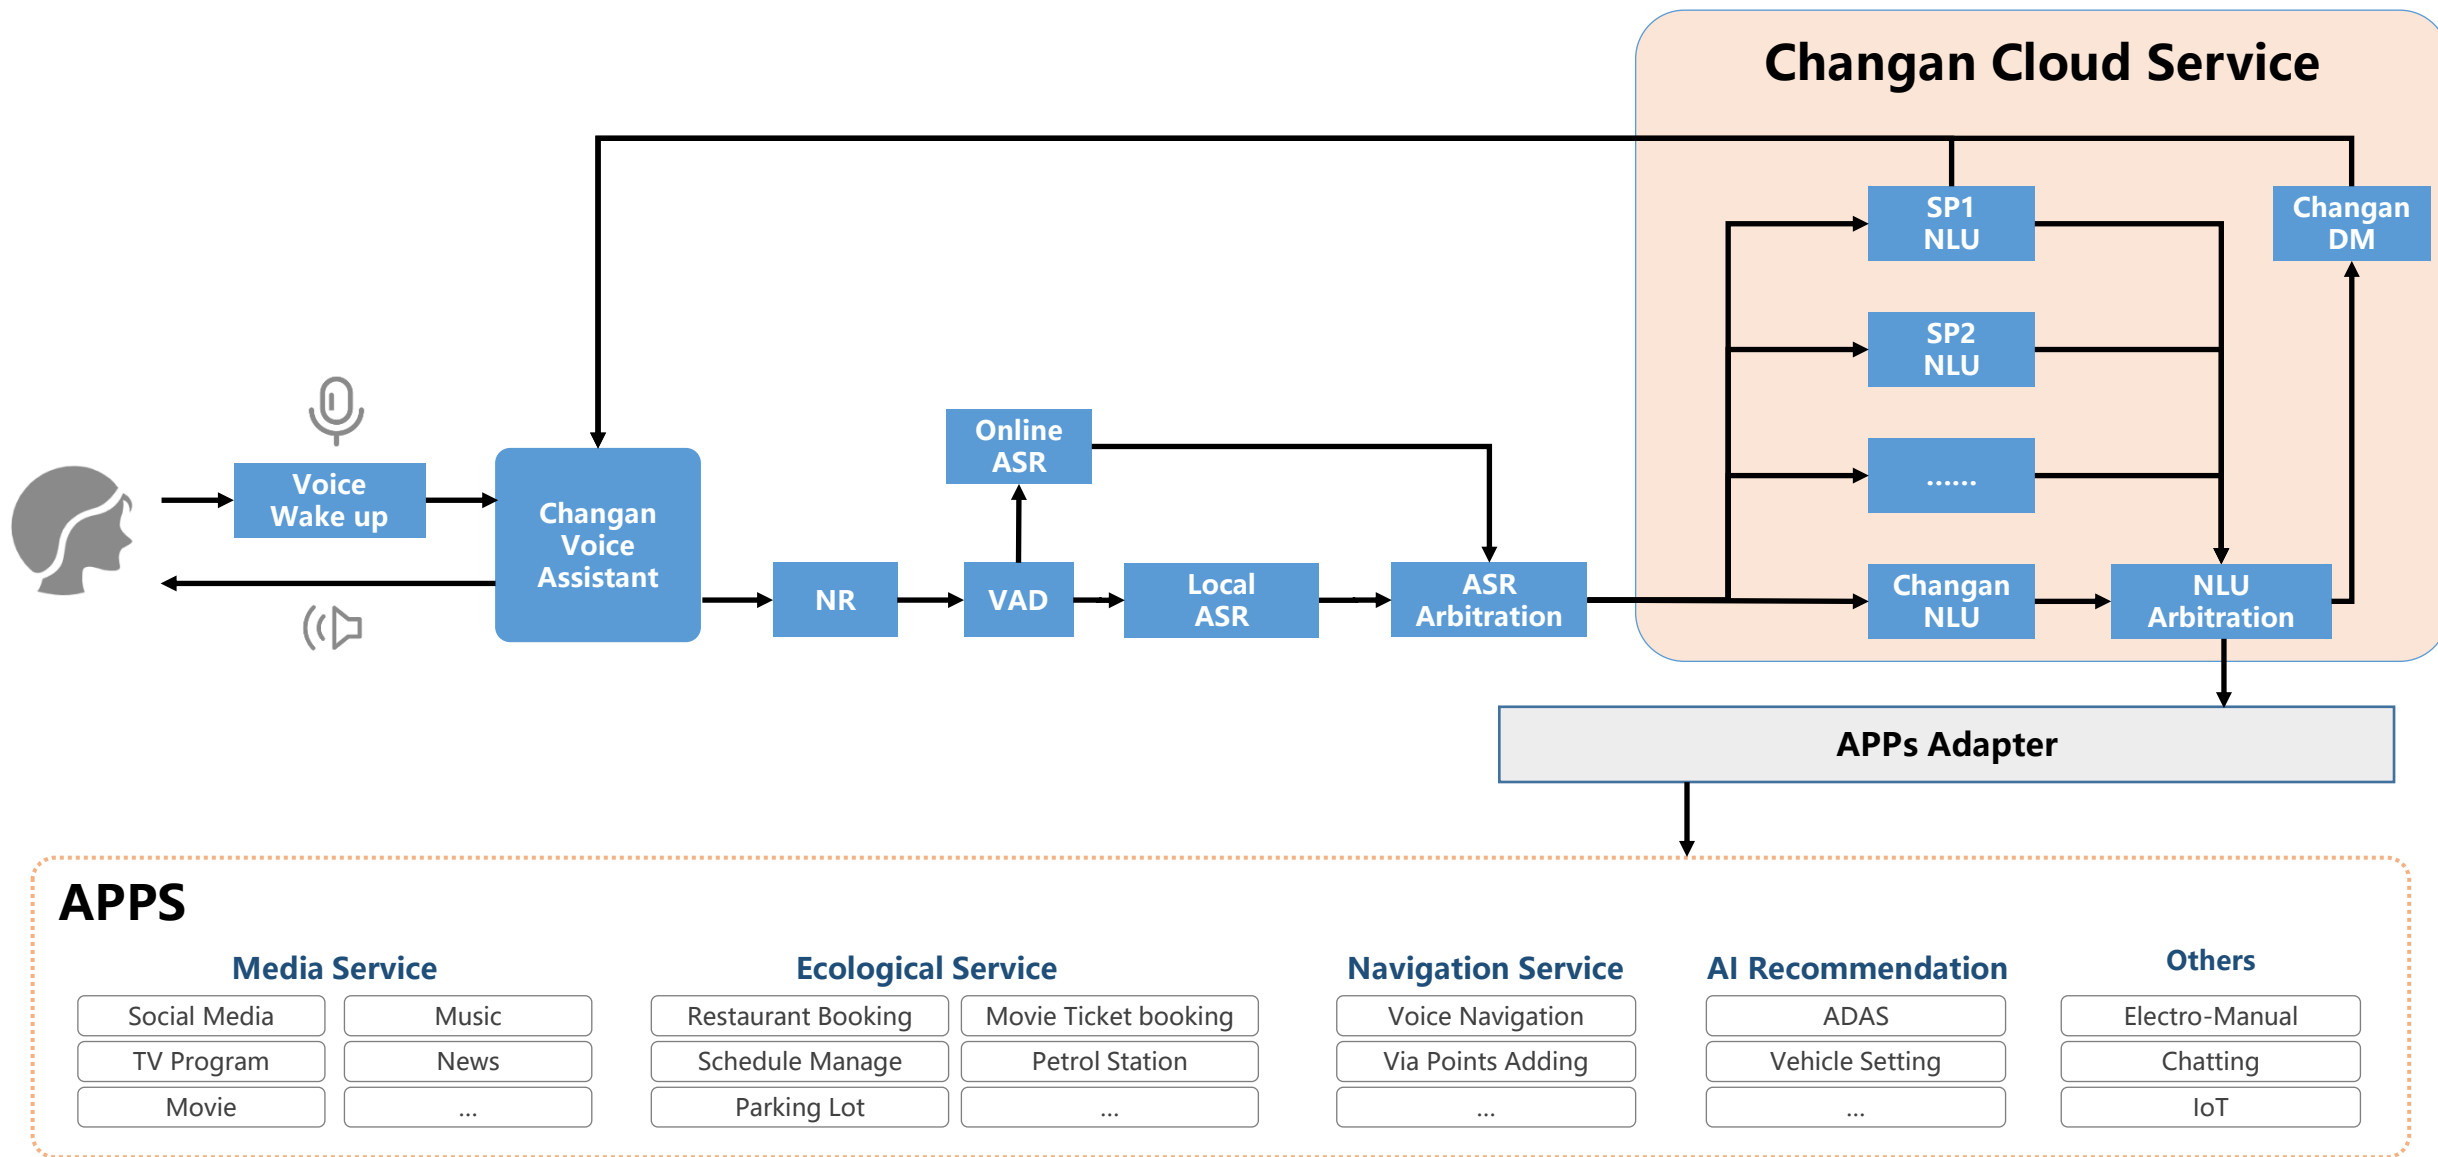 Changan Cloud Service
SP1
NLU
Changan
DM
SP2
NLU
Online
ASR
Voice
Wake up
......
Changan
Voice
Assistant
NR
VAD
Local
ASR
ASR
Arbitration
Changan
NLU
NLU
Arbitration
APPs Adapter
APPS
Media Service
Social Media
Music
TV Program
News
Movie
...
Ecological Service
Restaurant Booking
Movie Ticket booking
Schedule Manage
Petrol Station
Parking Lot
...
Navigation Service
Voice Navigation
Via Points Adding
...
AI Recommendation
ADAS
Vehicle Setting
...
Others
Electro-Manual
Chatting
IoT